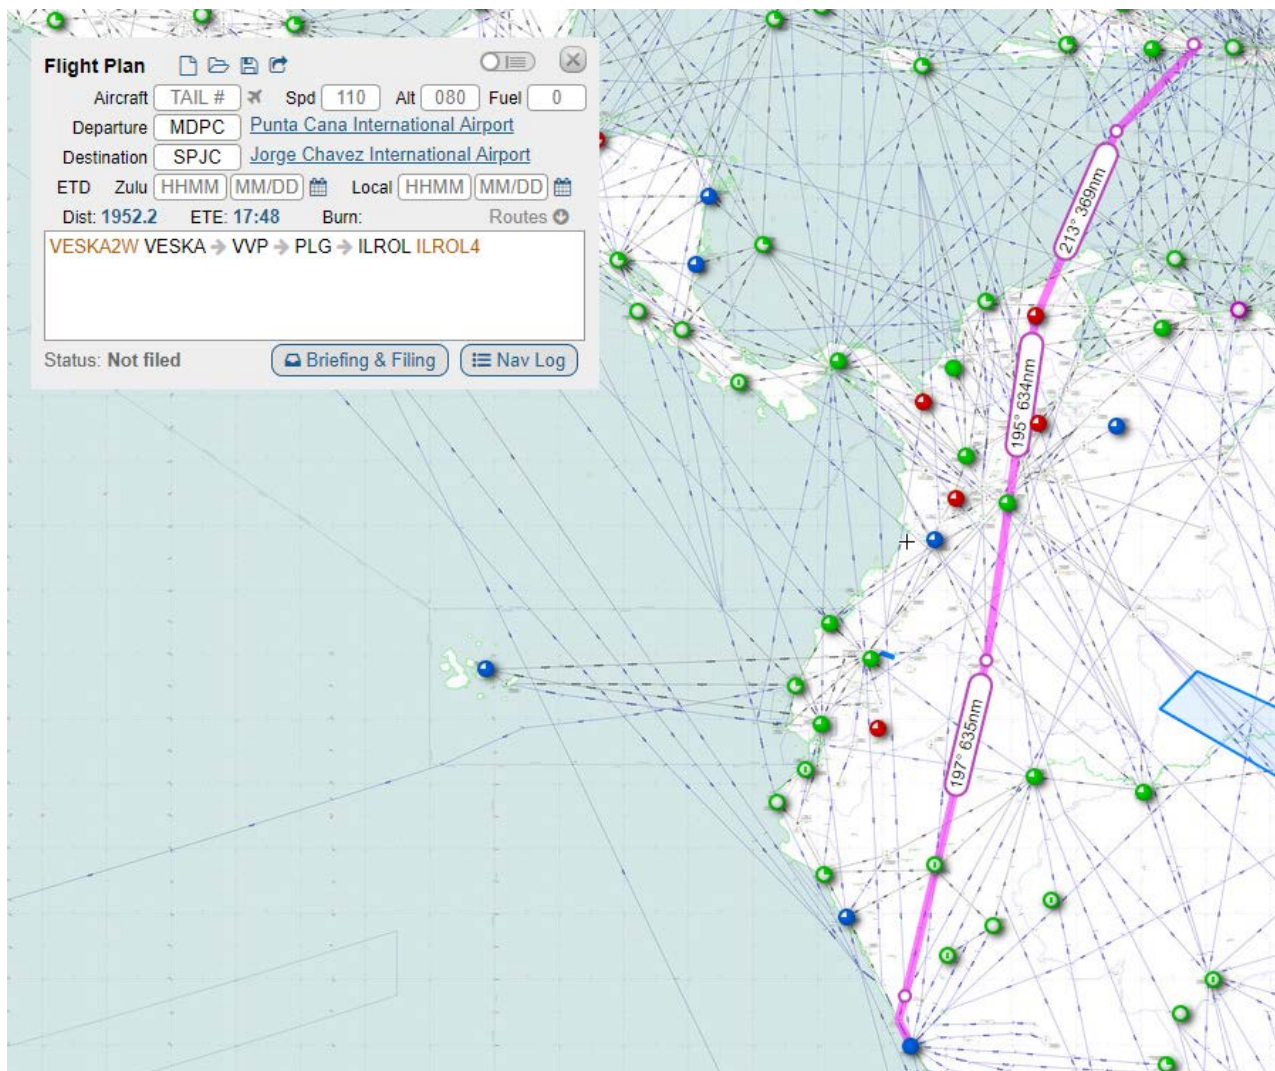 Flight Plan
Aircraft TAIL # Spd 110 Alt 080 Fuel 0
Departure MDPC Punta Cana International Airport
Destination SPJC Jorge Chavez International Airport
ETD Zulu HHMM MM/DD Local HHMM MM/DD
Dist: 1952.2 ETE: 17:48 Burn: Routes
VESKA2W VESKA → VVP → PLG → ILROL ILROL4
Status: Not filed Briefing & Filing Nav Log
213° 369nm
195° 634nm
197° 635nm